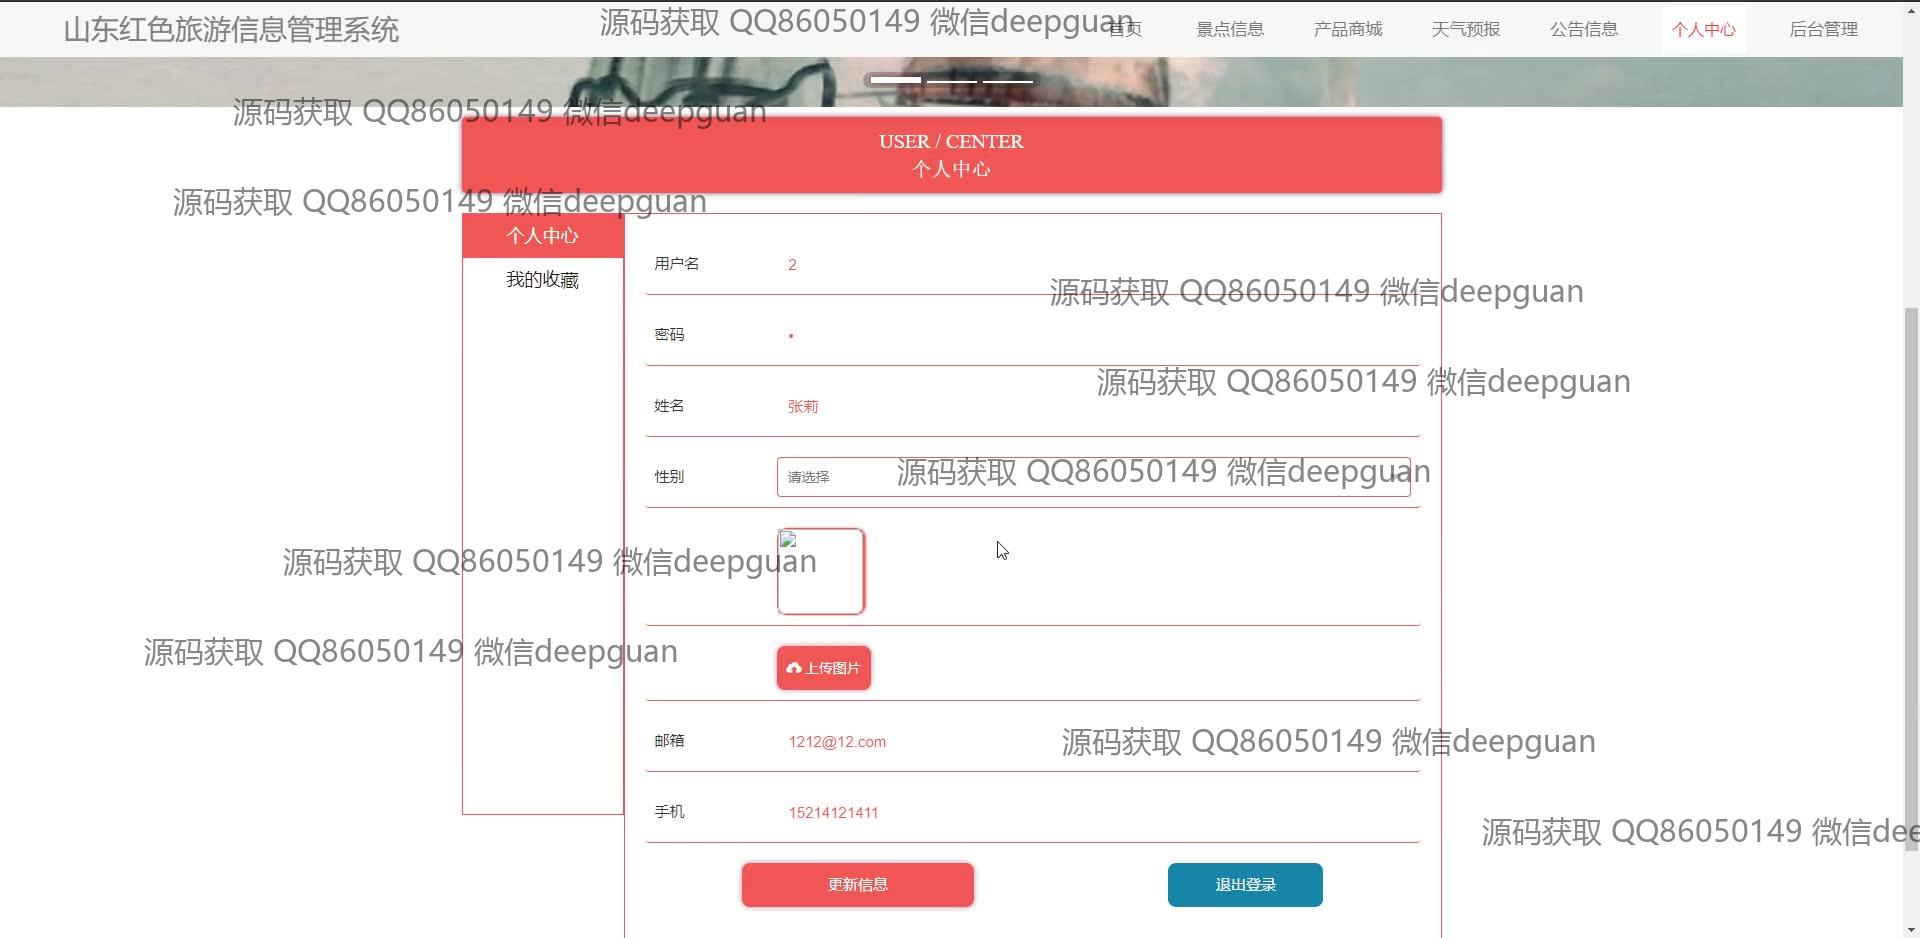 山东红色旅游信息管理系统
源码获取 QQ86050149 微信deepguan
首页 景点信息 产品商城 天气预报 公告信息 个人中心 后台管理
源码获取 QQ86050149 微信deepguan
USER / CENTER
个人中心
源码获取 QQ86050149 微信deepguan
个人中心
我的收藏
用户名 2
源码获取 QQ86050149 微信deepguan
密码 •
源码获取 QQ86050149 微信deepguan
姓名 张莉
性别 请选择
源码获取 QQ86050149 微信deepguan
源码获取 QQ86050149 微信deepguan
源码获取 QQ86050149 微信deepguan
上传图片
邮箱 1212@12.com
源码获取 QQ86050149 微信deepguan
手机 15214121411
源码获取 QQ86050149 微信dee
更新信息 退出登录